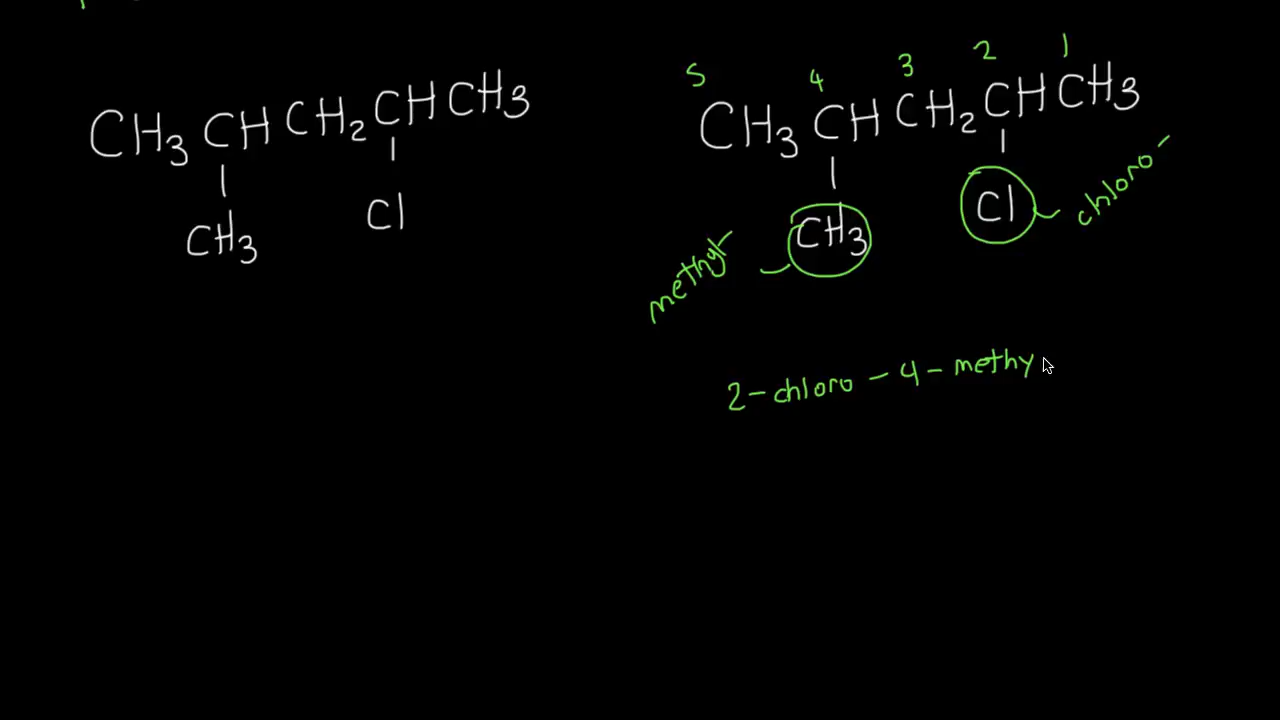 5 4 3 2 1
CH3 CH CH2 CH CH3
CH3 Cl
CH3 CH CH2 CH CH3
CH3 Cl
methyl-
chloro-
2-chloro-4-methy